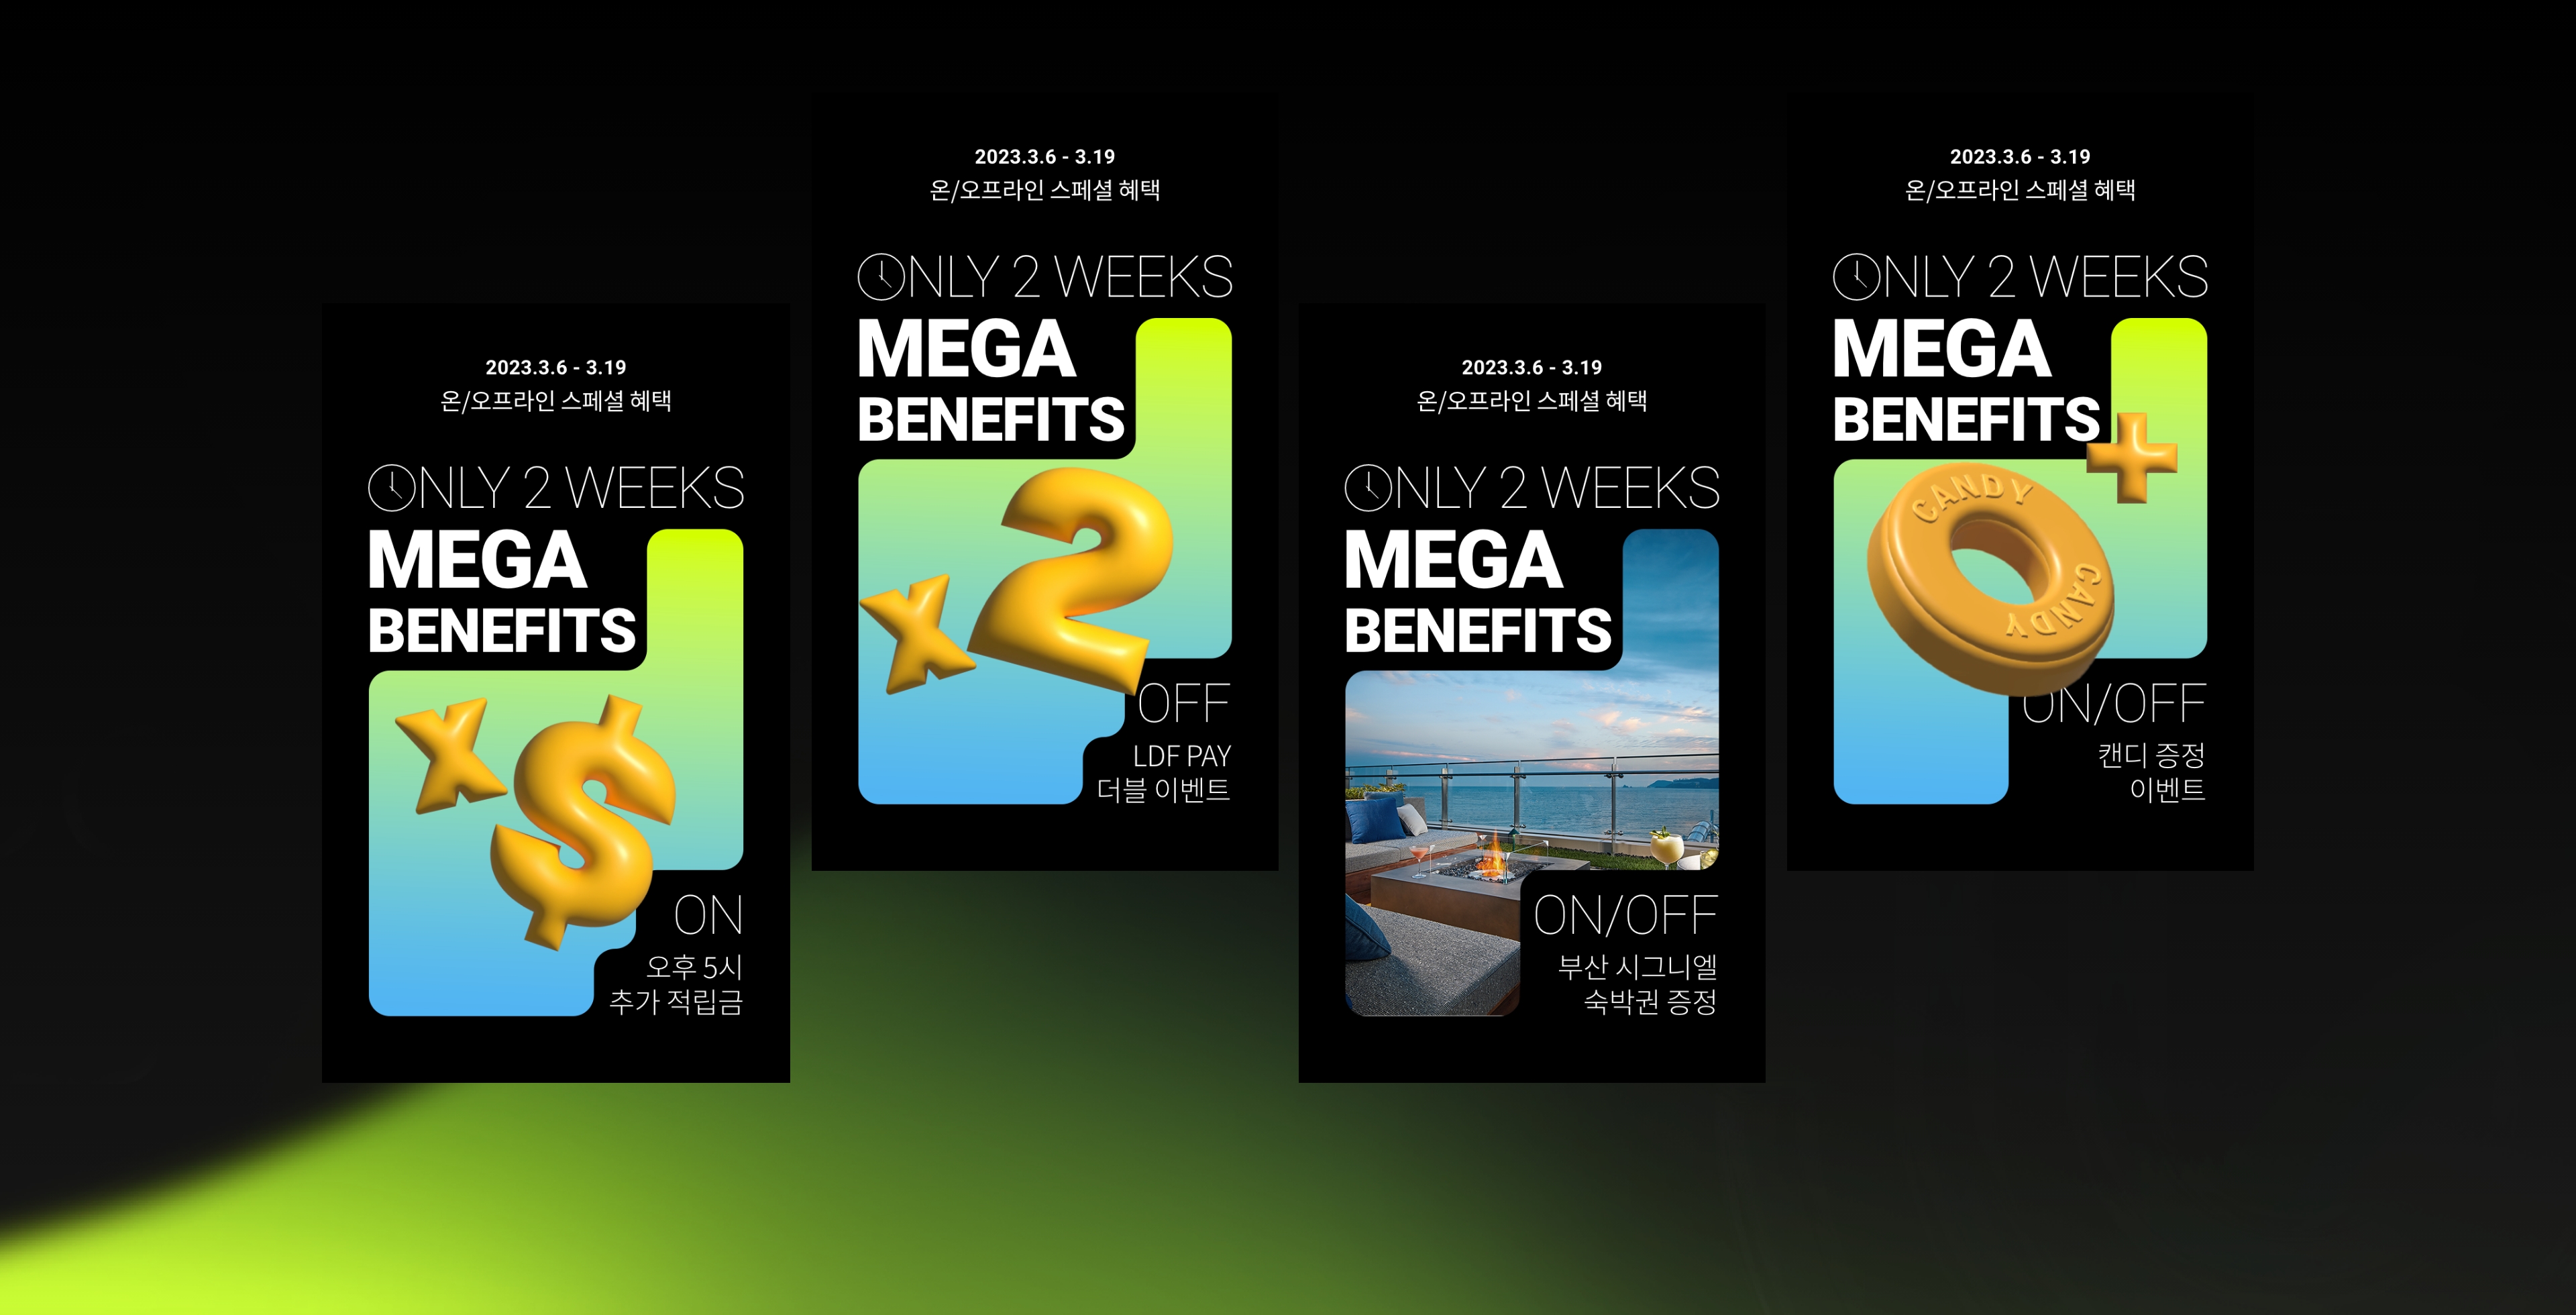 2023.3.6 - 3.19
온/오프라인 스페셜 혜택
ONLY 2 WEEKS
MEGA
BENEFITS
x$
ON
오후 5시
추가 적립금
2023.3.6 - 3.19
온/오프라인 스페셜 혜택
ONLY 2 WEEKS
MEGA
BENEFITS
x2
OFF
LDF PAY
더블 이벤트
2023.3.6 - 3.19
온/오프라인 스페셜 혜택
ONLY 2 WEEKS
MEGA
BENEFITS
ON/OFF
부산 시그니엘
숙박권 증정
2023.3.6 - 3.19
온/오프라인 스페셜 혜택
ONLY 2 WEEKS
MEGA
BENEFITS
+
CANDY
CANDY
ON/OFF
캔디 증정
이벤트